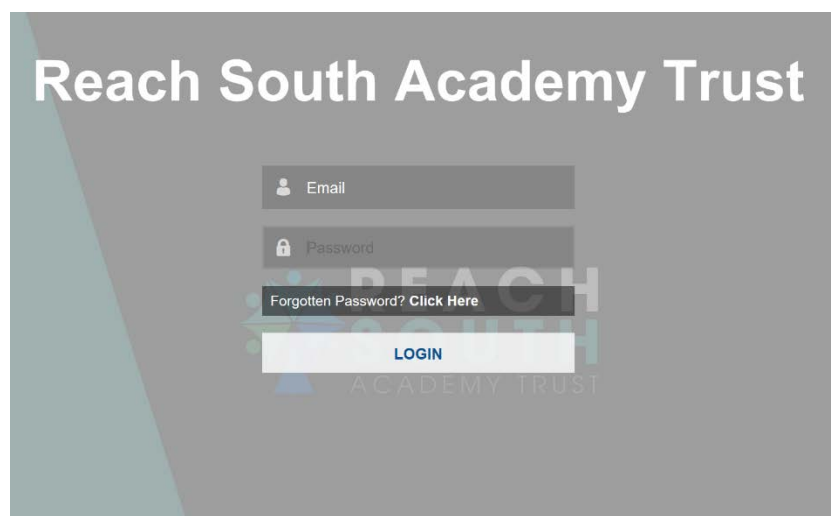 Reach South Academy Trust
Email
Password
Forgotten Password? Click Here
REACH
LOGIN
SOUTH
ACADEMY TRUST